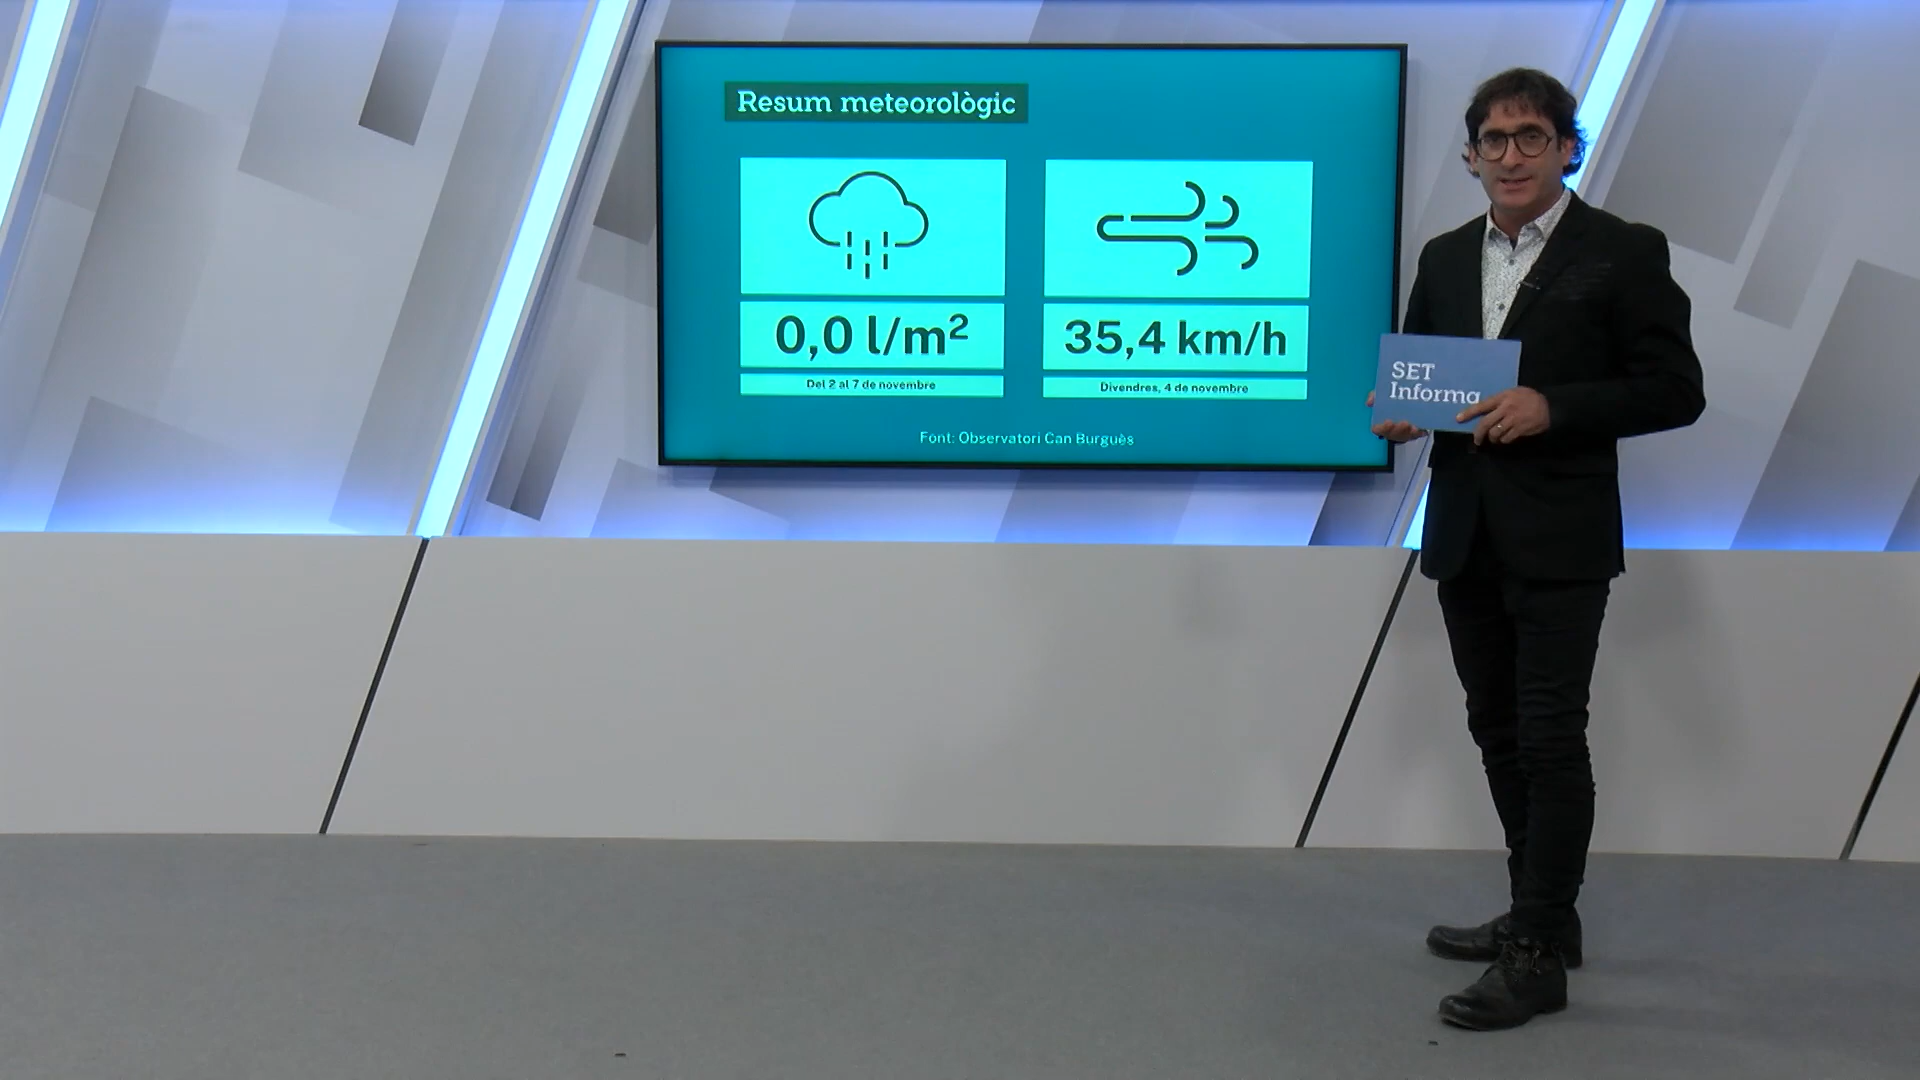 Resum meteorològic
0,0 l/m²
35,4 km/h
Del 2 al 7 de novembre
Divendres, 4 de novembre
Font: Observatori Can Burguès
SET
Informa